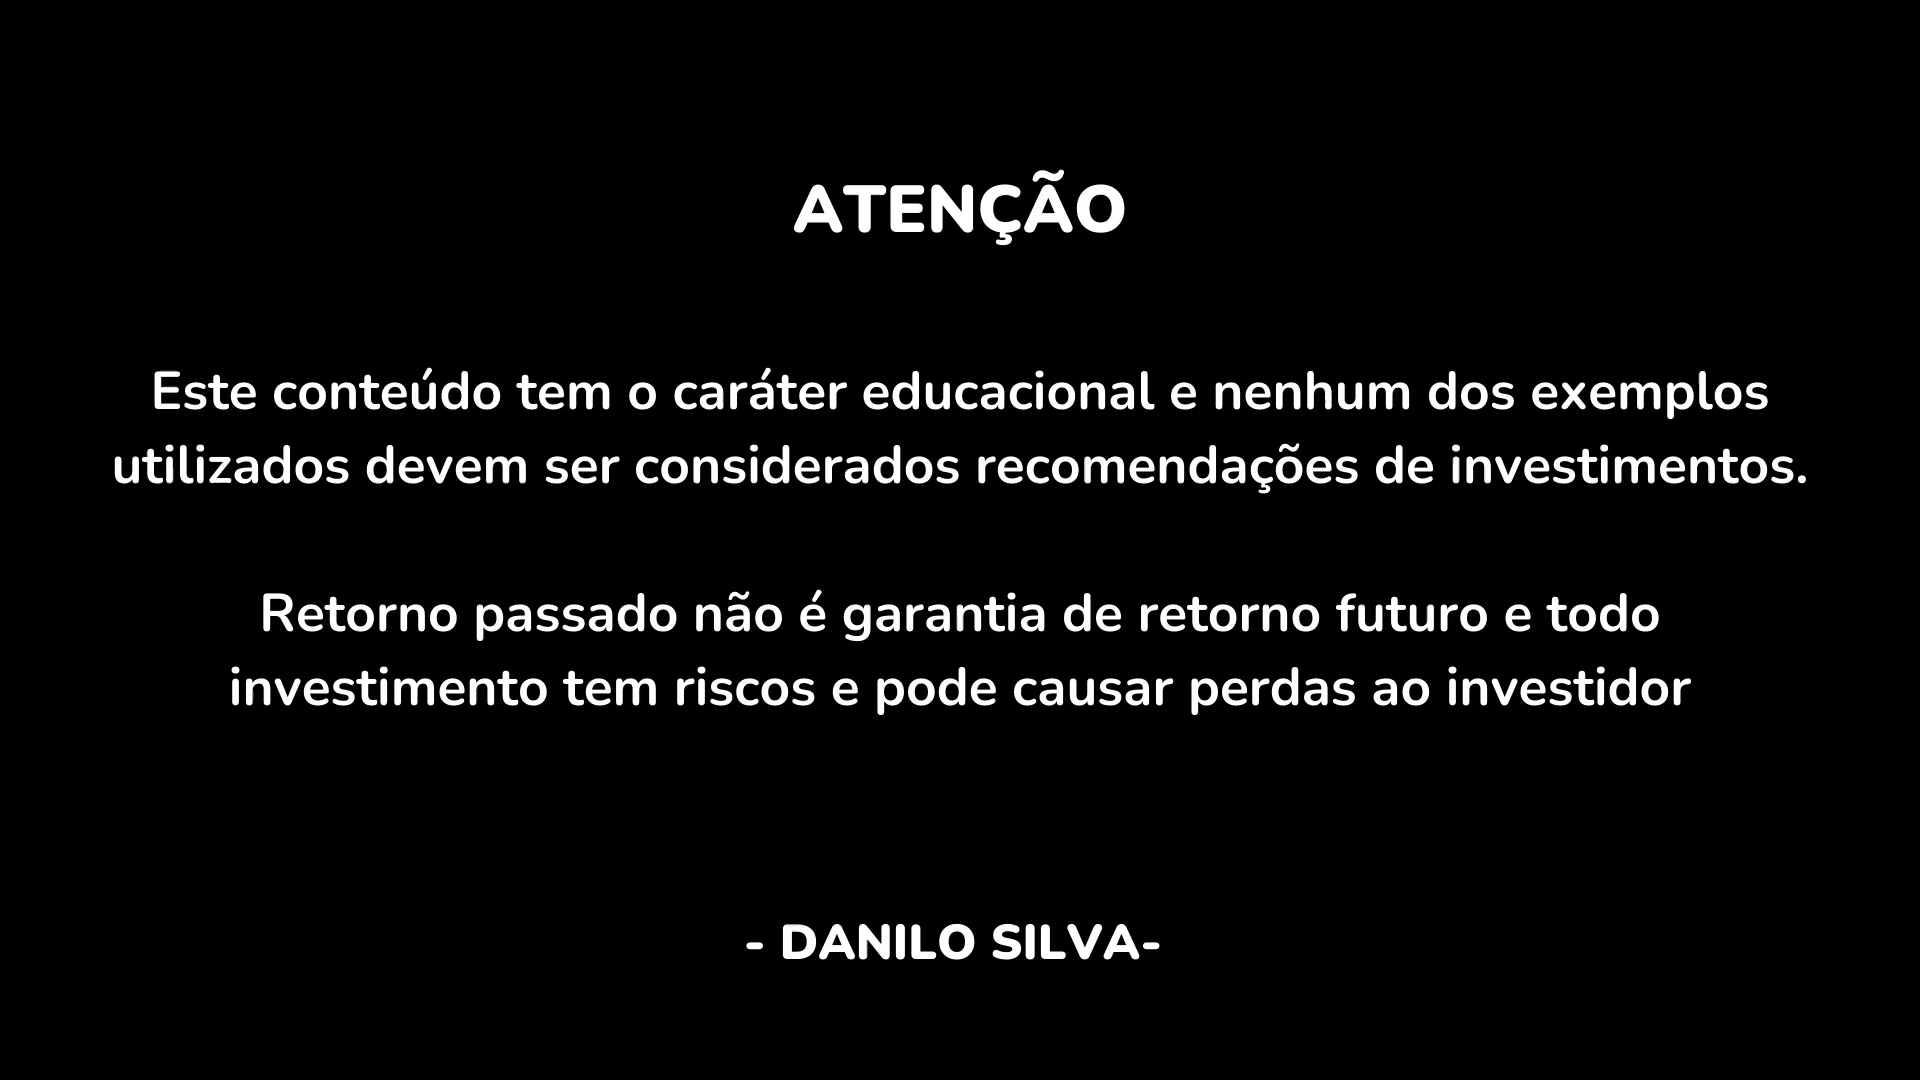 ATENÇÃO
Este conteúdo tem o caráter educacional e nenhum dos exemplos
utilizados devem ser considerados recomendações de investimentos.
Retorno passado não é garantia de retorno futuro e todo
investimento tem riscos e pode causar perdas ao investidor
- DANILO SILVA-